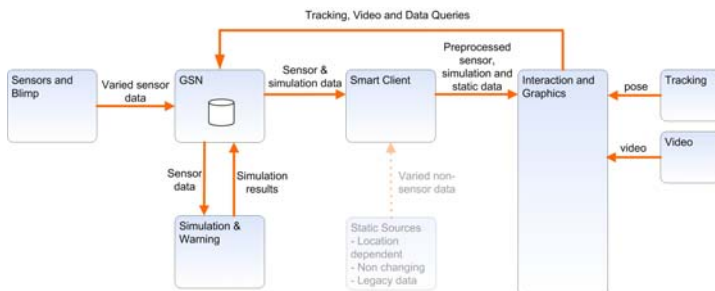 Tracking, Video and Data Queries
Sensors and
Blimp
Varied sensor
data
GSN
Sensor &
simulation data
Smart Client
Preprocessed
sensor,
simulation and
static data
Interaction and
Graphics
pose
Tracking
video
Video
Sensor
data
Simulation
results
Varied non-
sensor data
Simulation &
Warning
Static Sources
- Location
dependent
- Non changing
- Legacy data